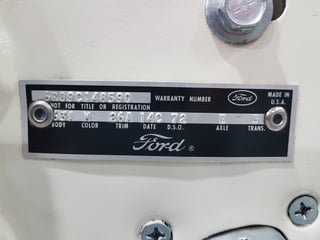 WARRANTY NUMBER
Ford
MADE IN
U.S.A.
NOT FOR TITLE OR REGISTRATION
26A 14C 72
BODY COLOR TRIM DATE D.S.O. AXLE TRANS.
Ford ®